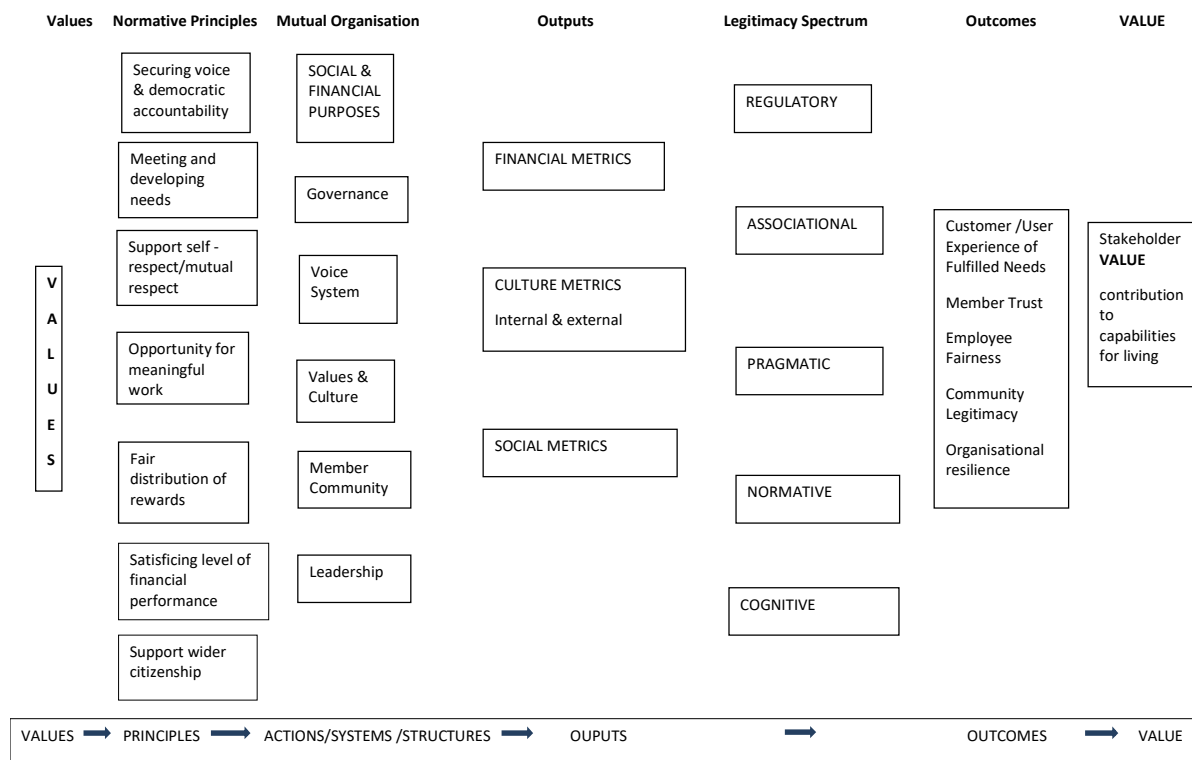 Values
Normative Principles
Mutual Organisation
Outputs
Legitimacy Spectrum
Outcomes
VALUE
V
A
L
U
E
S
Securing voice
& democratic
accountability
Meeting and
developing
needs
Support self -
respect/mutual
respect
Opportunity for
meaningful
work
Fair
distribution of
rewards
Satisficing level of
financial
performance
Support wider
citizenship
SOCIAL &
FINANCIAL
PURPOSES
Governance
Voice
System
Values &
Culture
Member
Community
Leadership
FINANCIAL METRICS
CULTURE METRICS
Internal & external
SOCIAL METRICS
REGULATORY
ASSOCIATIONAL
PRAGMATIC
NORMATIVE
COGNITIVE
Customer /User
Experience of
Fulfilled Needs
Member Trust
Employee
Fairness
Community
Legitimacy
Organisational
resilience
Stakeholder
VALUE
contribution
to
capabilities
for living
VALUES PRINCIPLES ACTIONS/SYSTEMS /STRUCTURES OUPUTS OUTCOMES VALUE